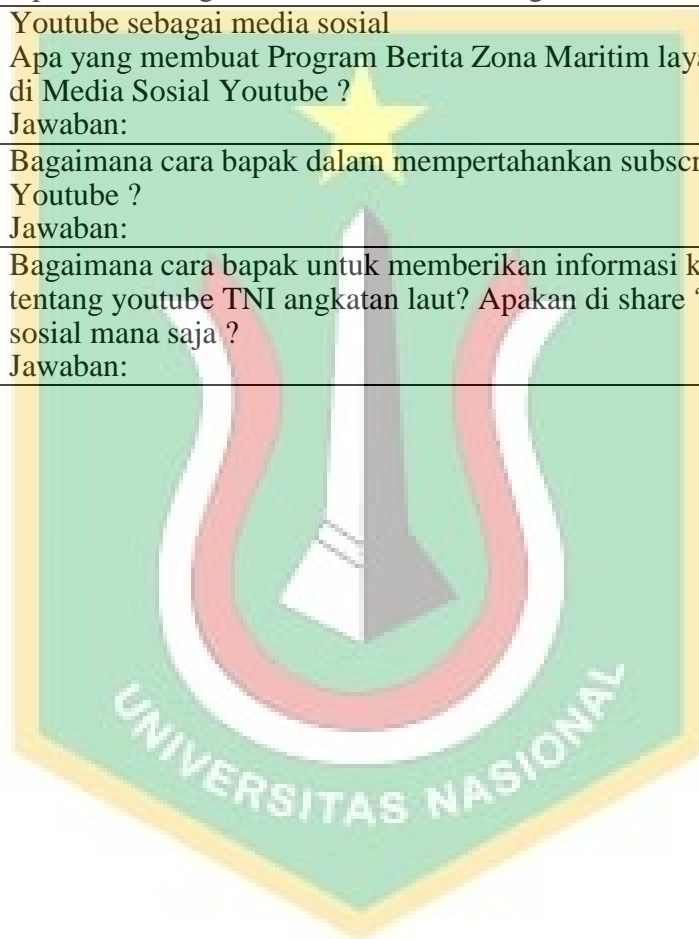 Youtube sebagai media sosial
Apa yang membuat Program Berita Zona Maritim
di Media Sosial Youtube ?
Jawaban:
Bagaimana cara bapak dalam mempertahankan
Youtube ?
Jawaban:
Bagaimana cara bapak untuk memberikan informasi
tentang youtube TNI angkatan laut? Apakan di share
sosial mana saja ?
Jawaban:
UNIVERSITAS NASIONAL